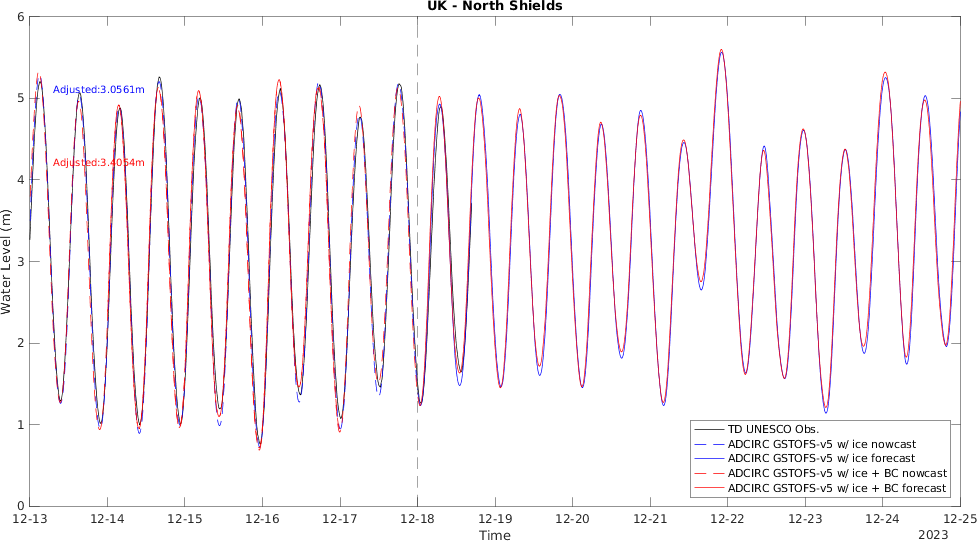 UK - North Shields
6
5
4
3
2
1
0
Water Level (m)
Adjusted:3.0561m
Adjusted:3.4054m
TD UNESCO Obs.
ADCIRC GSTOFS-v5 w/ ice nowcast
ADCIRC GSTOFS-v5 w/ ice forecast
ADCIRC GSTOFS-v5 w/ ice + BC nowcast
ADCIRC GSTOFS-v5 w/ ice + BC forecast
12-13 12-14 12-15 12-16 12-17 12-18 12-19 12-20 12-21 12-22 12-23 12-24 12-25
Time
2023